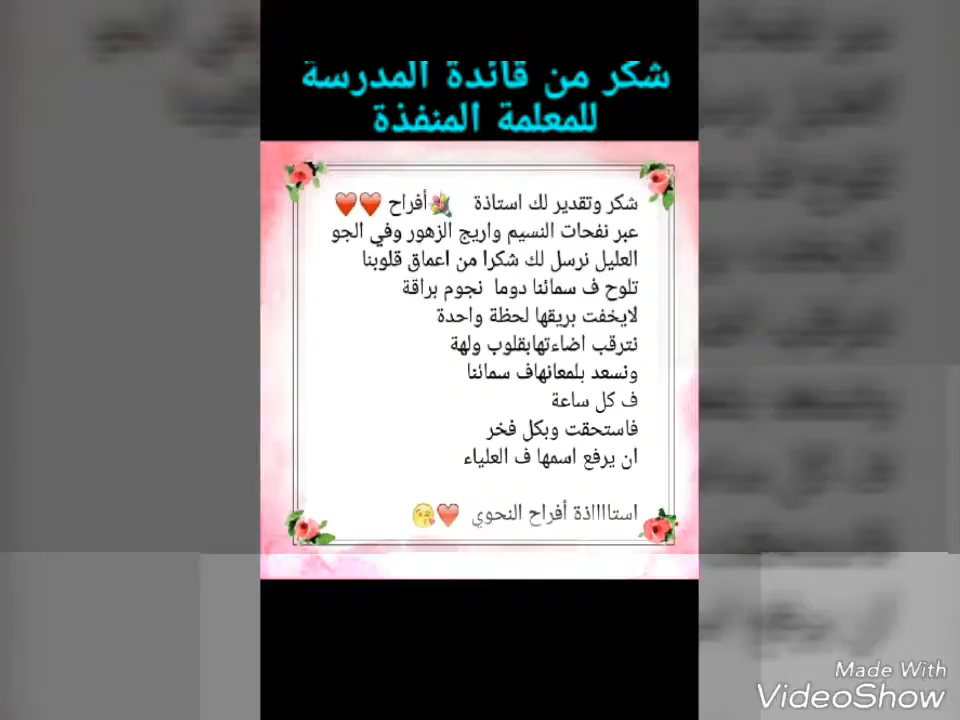 شكر من قائدة المدرسة
للمعلمة المنفذة
شكر وتقدير لك استاذة 💐أفراح ❤❤
عبر نفحات النسيم واريج الزهور وفي الجو
العليل نرسل لك شكرا من اعماق قلوبنا
تلوح ف سمائنا دوما نجوم براقة
لايخفت بريقها لحظة واحدة
نترقب اضاءتهابقلوب ولهة
ونسعد بلمعانهاف سمائنا
ف كل ساعة
فاستحقت وبكل فخر
ان يرفع اسمها ف العلياء
استااااذة أفراح النحوي ❤😘
Made With
VideoShow